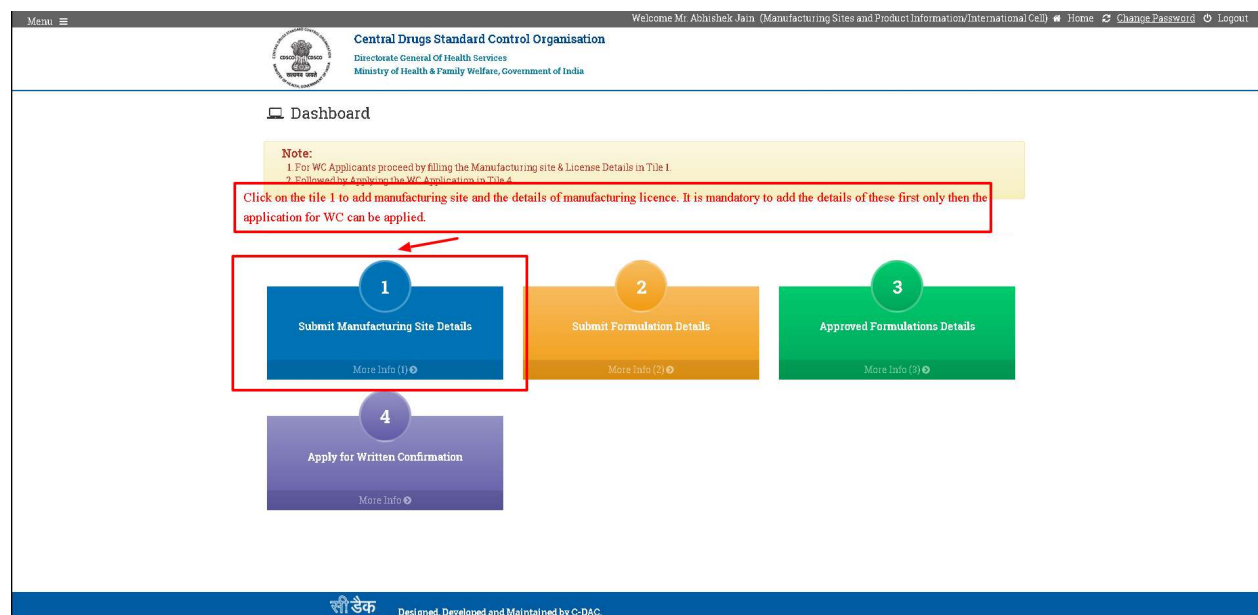 Menu
Welcome Mr. Abhishek Jain (Manufacturing Sites and Product Information/International Cell) Home Change Password Logout
Central Drugs Standard Control Organisation
Directorate General Of Health Services
Ministry of Health & Family Welfare, Government of India
Dashboard
Note:
1. For WC Applicants proceed by filling the Manufacturing site & License Details in Tile 1.
2. Followed by Applying the WC Application in Tile 4.
Click on the tile 1 to add manufacturing site and the details of manufacturing licence. It is mandatory to add the details of these first only then the
application for WC can be applied.
1
Submit Manufacturing Site Details
More Info (1)
2
Submit Formulation Details
More Info (2)
3
Approved Formulations Details
More Info (3)
4
Apply for Written Confirmation
More Info
सी डैक
Designed, Developed and Maintained by C-DAC.